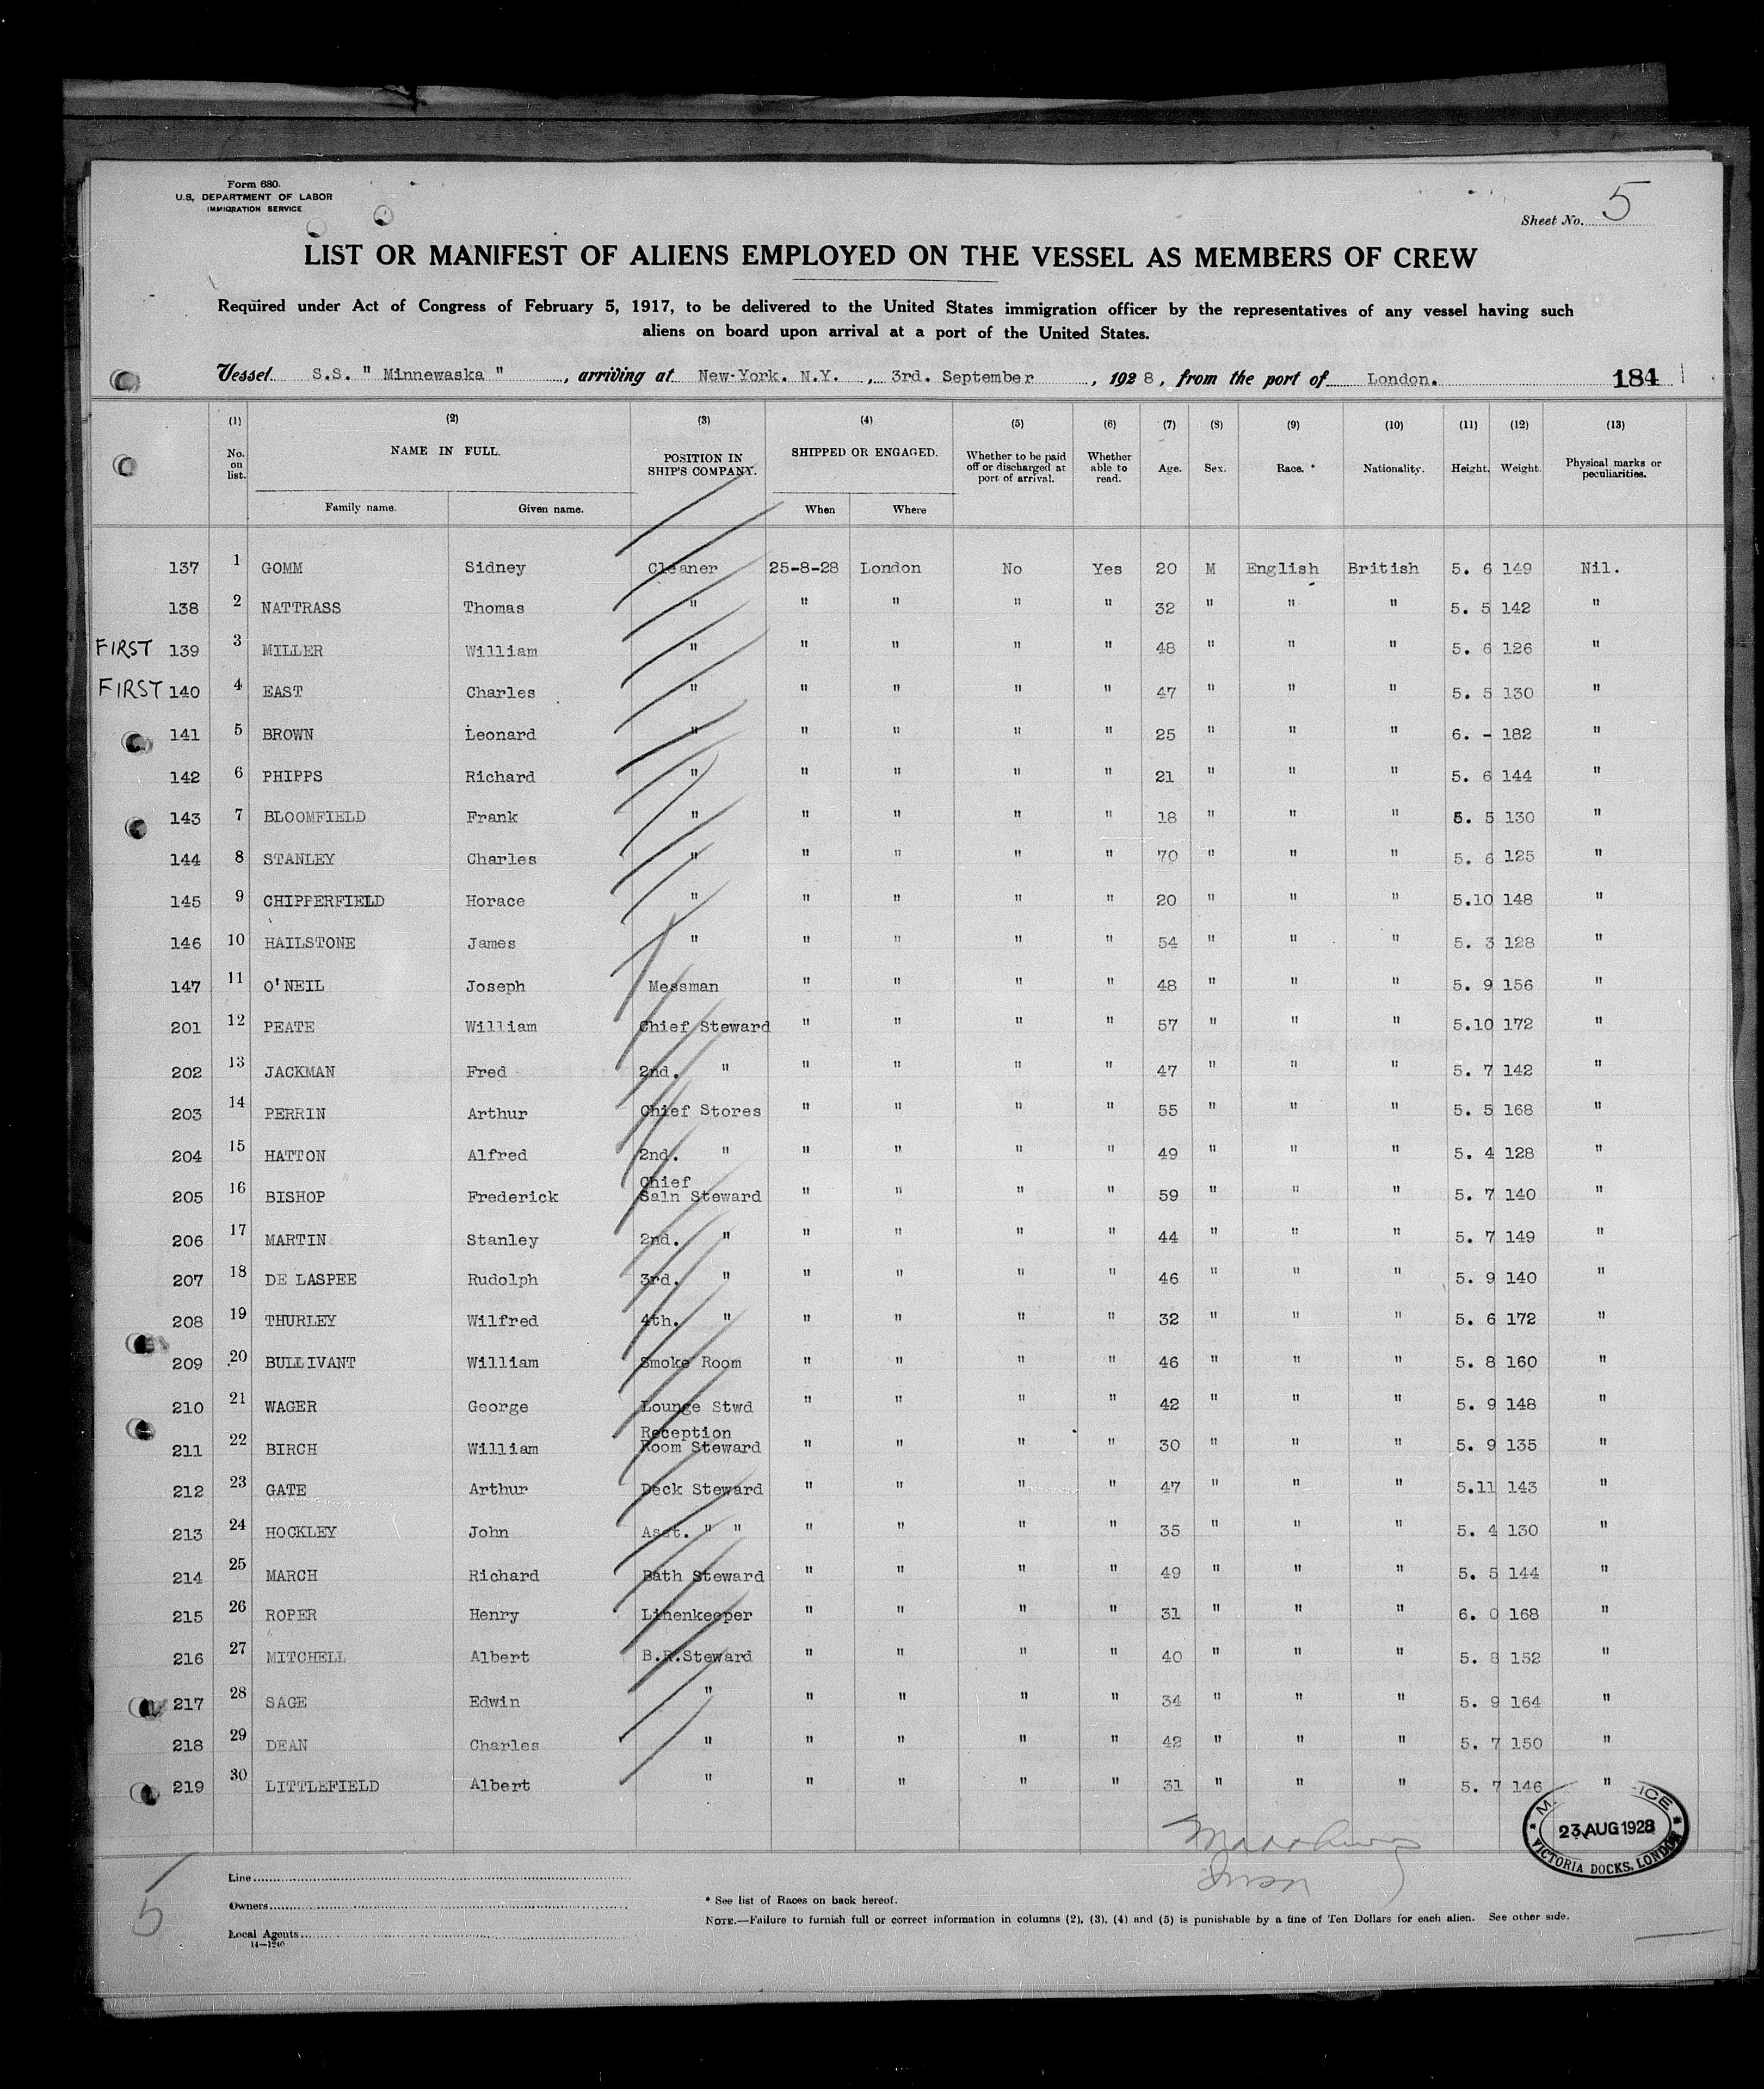 Form 680.
U.S. DEPARTMENT OF LABOR
IMMIGRATION SERVICE
Sheet No. 5
LIST OR MANIFEST OF ALIENS EMPLOYED ON THE VESSEL AS MEMBERS OF CREW
Required under Act of Congress of February 5, 1917, to be delivered to the United States immigration officer by the representatives of any vessel having such
aliens on board upon arrival at a port of the United States.
Vessel S.S. " Minnewaska " , arriving at New-York. N.Y. , 3rd. September , 1928, from the port of London. 184
(1) (2) (3) (4) (5) (6) (7) (8) (9) (10) (11) (12) (13)
No. on list. NAME IN FULL. POSITION IN SHIP'S COMPANY. SHIPPED OR ENGAGED. Whether to be paid off or discharged at port of arrival. Whether able to read. Age. Sex. Race. * Nationality. Height. Weight. Physical marks or peculiarities.
Family name. Given name. When Where
137 1 GOMM Sidney Cleaner 25-8-28 London No Yes 20 M English British 5. 6 149 Nil.
138 2 NATTRASS Thomas " " " " " 32 " " " 5. 5 142 "
FIRST 139 3 MILLER William " " " " " 48 " " " 5. 6 126 "
FIRST 140 4 EAST Charles " " " " " 47 " " " 5. 5 130 "
141 5 BROWN Leonard " " " " " 25 " " " 6. - 182 "
142 6 PHIPPS Richard " " " " " 21 " " " 5. 6 144 "
143 7 BLOOMFIELD Frank " " " " " 18 " " " 5. 5 130 "
144 8 STANLEY Charles " " " " " 70 " " " 5. 6 125 "
145 9 CHIPPERFIELD Horace " " " " " 20 " " " 5.10 148 "
146 10 HAILSTONE James " " " " " 54 " " " 5. 3 128 "
147 11 O'NEIL Joseph Messman " " " " 48 " " " 5. 9 156 "
201 12 PEATE William Chief Steward " " " " 57 " " " 5.10 172 "
202 13 JACKMAN Fred 2nd. " " " " " 47 " " " 5. 7 142 "
203 14 PERRIN Arthur Chief Stores " " " " 55 " " " 5. 5 168 "
204 15 HATTON Alfred 2nd. " " " " " 49 " " " 5. 4 128 "
205 16 BISHOP Frederick Chief Saln Steward " " " " 59 " " " 5. 7 140 "
206 17 MARTIN Stanley 2nd. " " " " " 44 " " " 5. 7 149 "
207 18 DE LASPEE Rudolph 3rd. " " " " " 46 " " " 5. 9 140 "
208 19 THURLEY Wilfred 4th. " " " " " 32 " " " 5. 6 172 "
209 20 BULLIVANT William Smoke Room " " " " 46 " " " 5. 8 160 "
210 21 WAGER George Lounge Stwd " " " " 42 " " " 5. 9 148 "
211 22 BIRCH William Reception Room Steward " " " " 30 " " " 5. 9 135 "
212 23 GATE Arthur Deck Steward " " " " 47 " " " 5.11 143 "
213 24 HOCKLEY John Asst. " " " " " " 35 " " " 5. 4 130 "
214 25 MARCH Richard Bath Steward " " " " 49 " " " 5. 5 144 "
215 26 ROPER Henry Linenkeeper " " " " 31 " " " 6. 0 168 "
216 27 MITCHELL Albert B.R.Steward " " " " 40 " " " 5. 8 152 "
217 28 SAGE Edwin " " " " " 34 " " " 5. 9 164 "
218 29 DEAN Charles " " " " " 42 " " " 5. 7 150 "
219 30 LITTLEFIELD Albert " " " " " 31 " " " 5. 7 146 "
23 AUG 1928
VICTORIA DOCKS, LONDON
5
Line
Owners
Local Agents
14—1240
* See list of Races on back hereof.
NOTE.—Failure to furnish full or correct information in columns (2), (3), (4) and (5) is punishable by a fine of Ten Dollars for each alien. See other side.